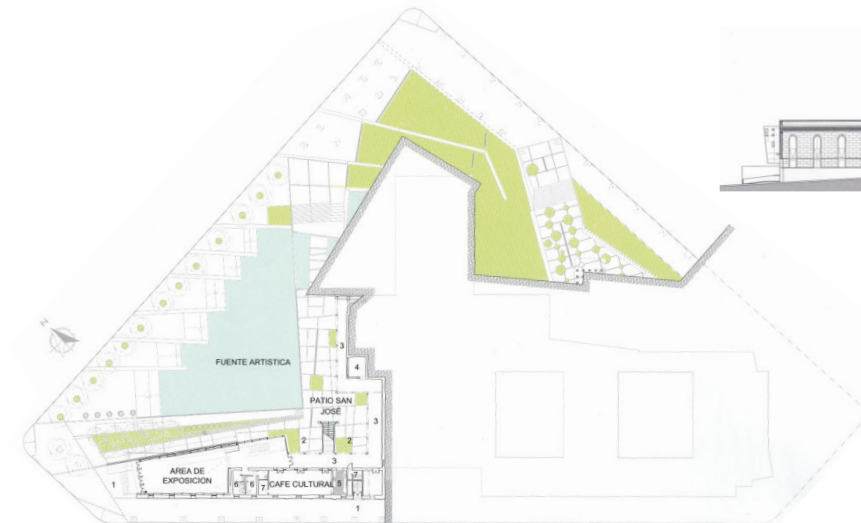 N
FUENTE ARTISTICA
3
4
PATIO SAN
JOSÉ
3
2
2
3
AREA DE
EXPOSICION
1
6
6
7
CAFE CULTURAL
5
7
1